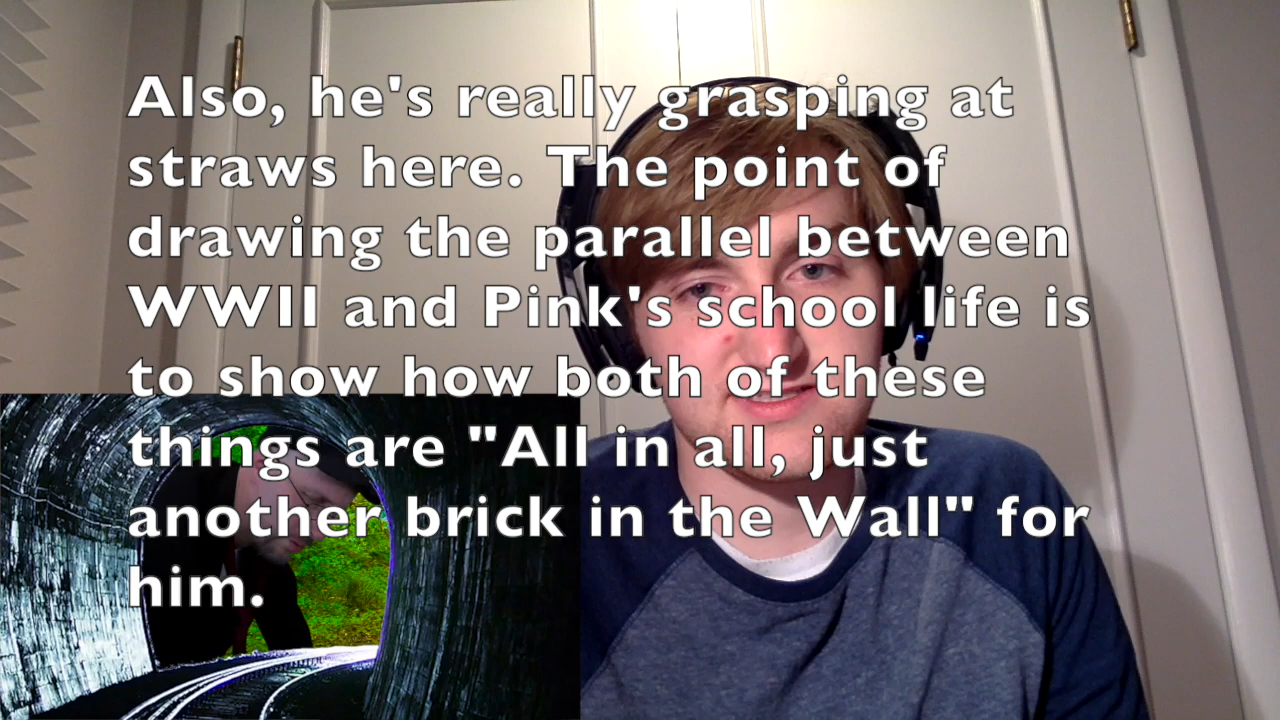 Also, he's really grasping at
straws here. The point of
drawing the parallel between
WWII and Pink's school life is
to show how both of these
things are "All in all, just
another brick in the Wall" for
him.